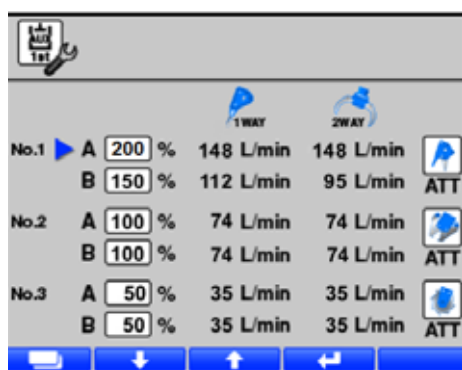 AUX
1st
1WAY 2WAY
No.1 A 200 % 148 L/min 148 L/min
B 150 % 112 L/min 95 L/min ATT
No.2 A 100 % 74 L/min 74 L/min
B 100 % 74 L/min 74 L/min ATT
No.3 A 50 % 35 L/min 35 L/min
B 50 % 35 L/min 35 L/min ATT